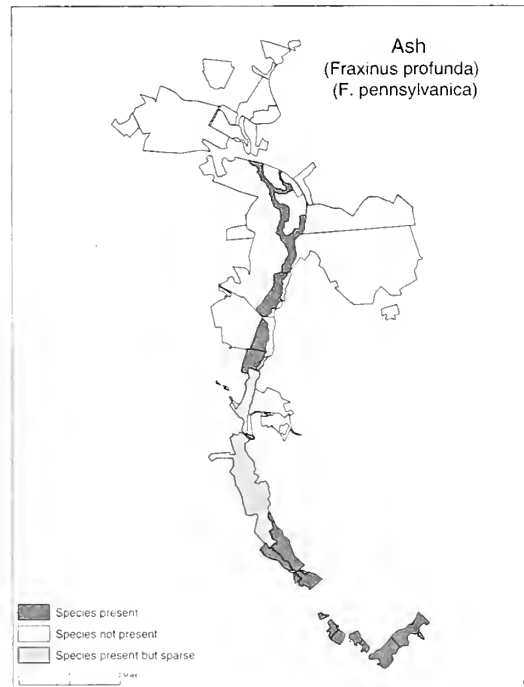 Ash
(Fraxinus profunda)
(F. pennsylvanica)
Species present
Species not present
Species present but sparse